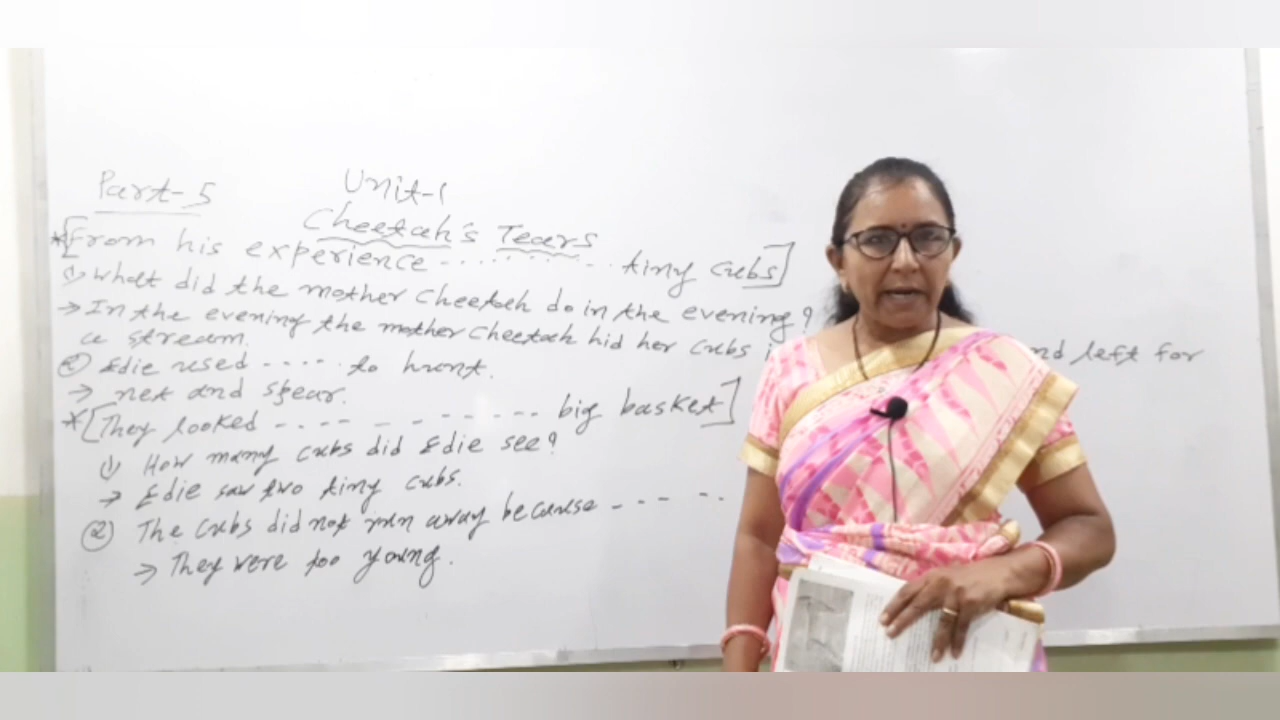 Part-5
Unit-1
Cheetah's Tears
*[From his experience ........ tiny cubs]
1) What did the mother cheetah do in the evening?
→ In the evening the mother cheetah hid her cubs and left for
a stream.
2) Edie used .... to hunt.
→ net and spear.
*[They looked ---- - - ------ big basket]
1) How many cubs did Edie see?
→ Edie saw two tiny cubs.
2) The cubs did not run away because --- -- ..
→ They were too young.